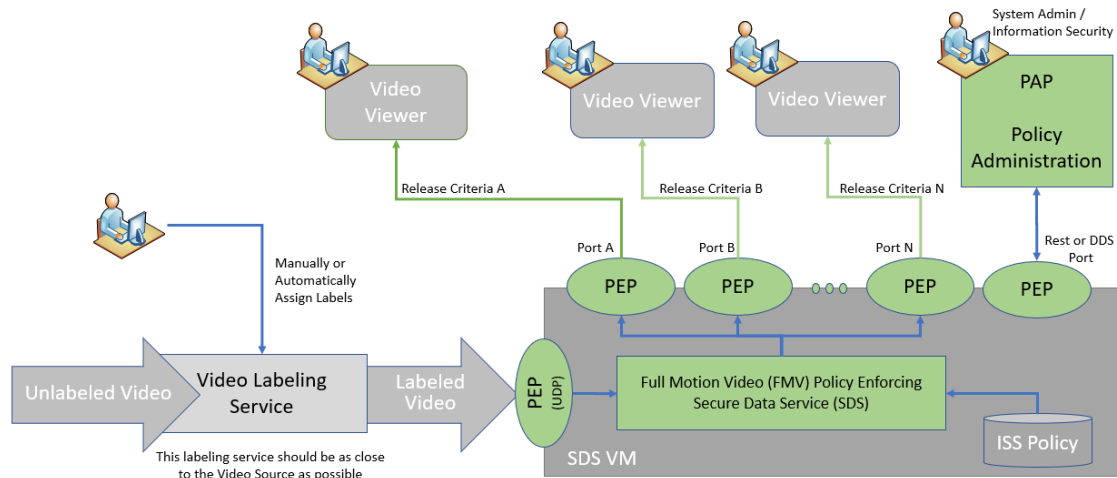 System Admin /
Information Security
Video
Viewer
Video Viewer
Video Viewer
PAP
Policy
Administration
Release Criteria A
Release Criteria B
Release Criteria N
Port A
Port B
Port N
Rest or DDS
Port
Manually or
Automatically
Assign Labels
PEP
PEP
PEP
PEP
Unlabeled Video
Video Labeling
Service
Labeled
Video
PEP
(UDP)
Full Motion Video (FMV) Policy Enforcing
Secure Data Service (SDS)
ISS Policy
SDS VM
This labeling service should be as close
to the Video Source as possible